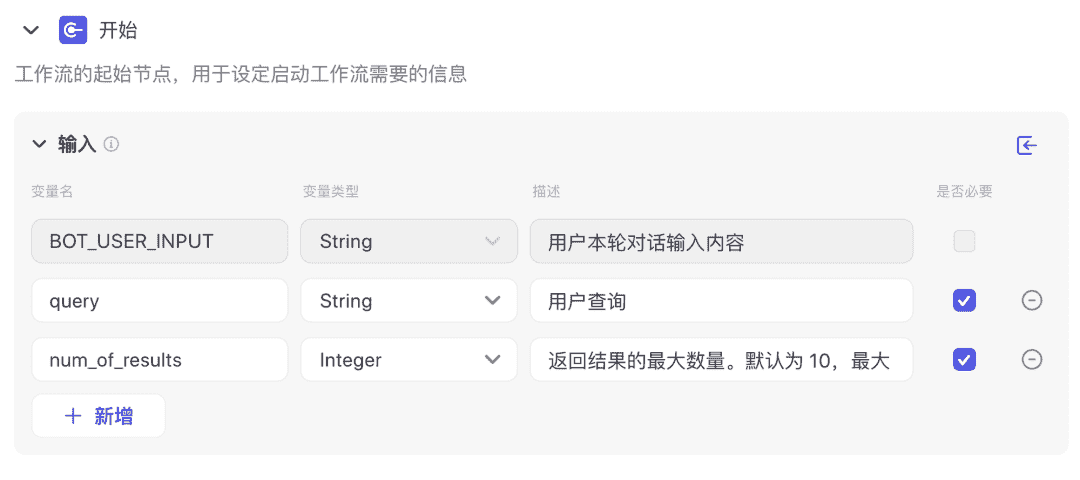 开始
工作流的起始节点，用于设定启动工作流需要的信息
输入
变量名 变量类型 描述 是否必要
BOT_USER_INPUT String 用户本轮对话输入内容
query String 用户查询
num_of_results Integer 返回结果的最大数量。默认为 10，最大
+ 新增